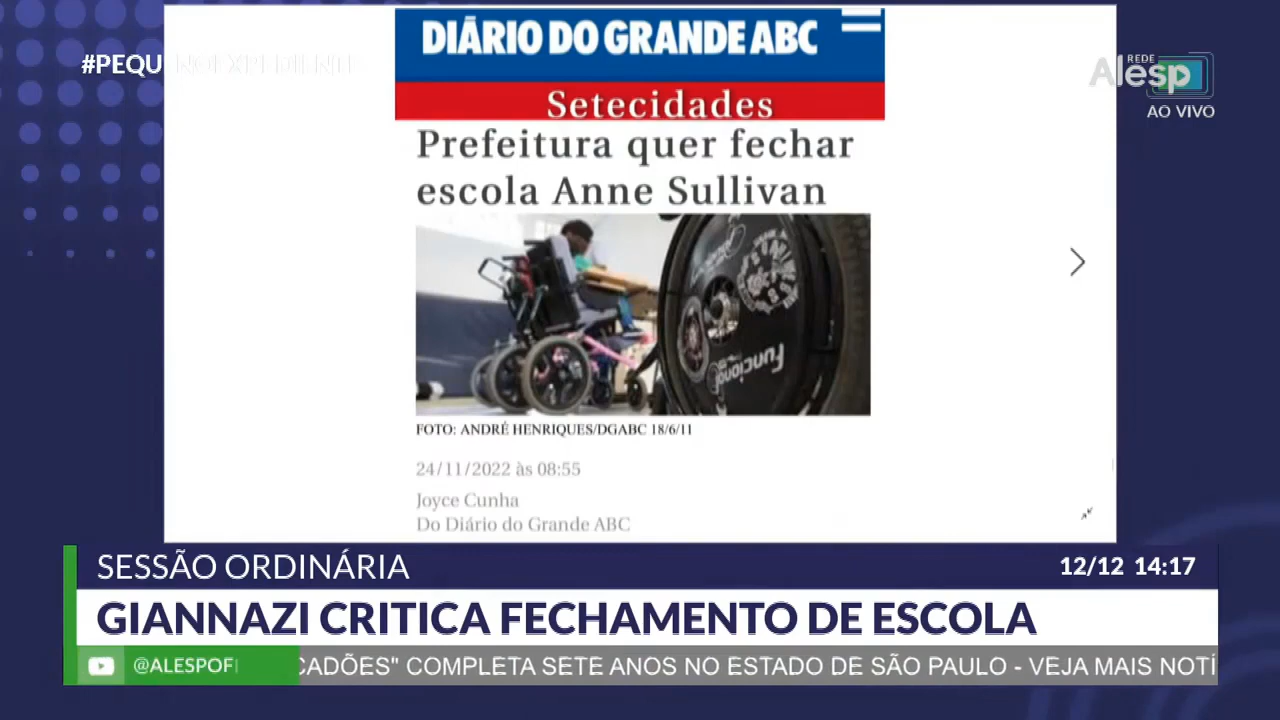 #PEQUENOEXPEDIENTE
REDE
Alesp
AO VIVO
DIÁRIO DO GRANDE ABC
Setecidades
Prefeitura quer fechar
escola Anne Sullivan
Funcional
FOTO: ANDRÉ HENRIQUES/DGABC 18/6/11
24/11/2022 às 08:55
Joyce Cunha
Do Diário do Grande ABC
SESSÃO ORDINÁRIA
12/12 14:17
GIANNAZI CRITICA FECHAMENTO DE ESCOLA
@ALESPOFI
CADÕES" COMPLETA SETE ANOS NO ESTADO DE SÃO PAULO - VEJA MAIS NOTÍ